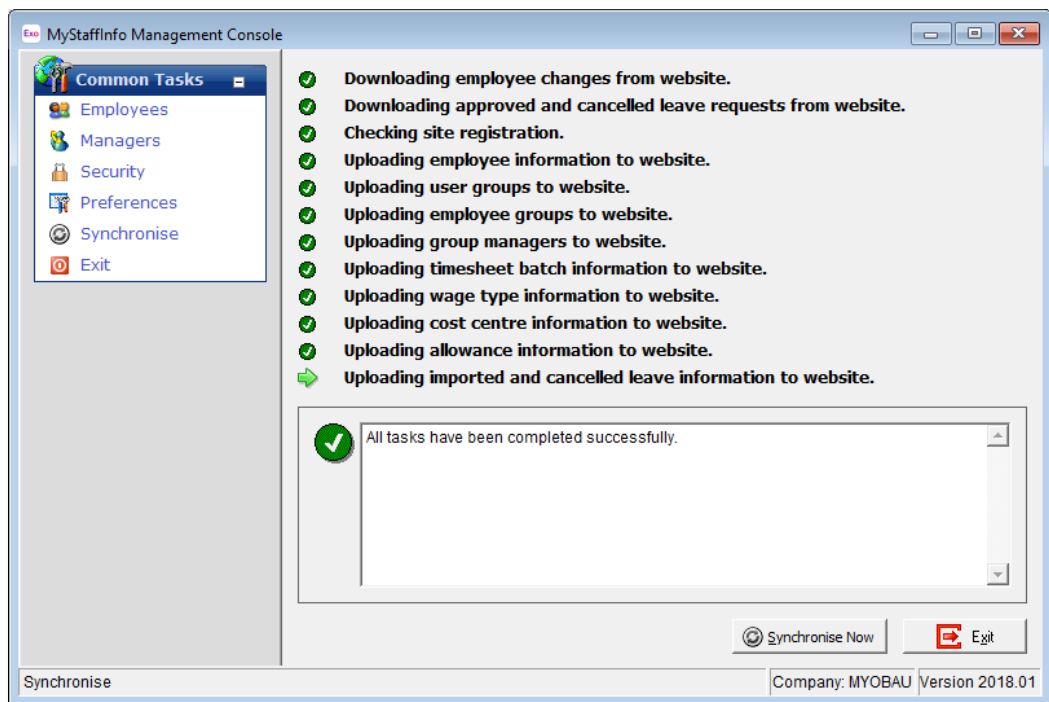 Exo MyStaffInfo Management Console
Common Tasks
Employees
Managers
Security
Preferences
Synchronise
Exit
Downloading employee changes from website.
Downloading approved and cancelled leave requests from website.
Checking site registration.
Uploading employee information to website.
Uploading user groups to website.
Uploading employee groups to website.
Uploading group managers to website.
Uploading timesheet batch information to website.
Uploading wage type information to website.
Uploading cost centre information to website.
Uploading allowance information to website.
Uploading imported and cancelled leave information to website.
All tasks have been completed successfully.
Synchronise Now
Exit
Synchronise
Company: MYOBAU
Version 2018.01